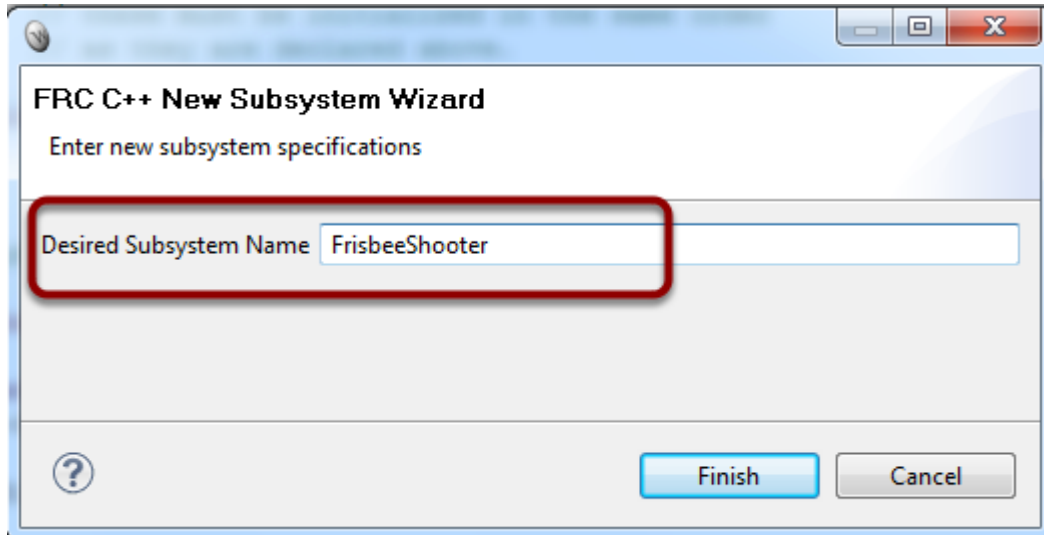 FRC C++ New Subsystem Wizard
Enter new subsystem specifications
Desired Subsystem Name FrisbeeShooter
Finish Cancel